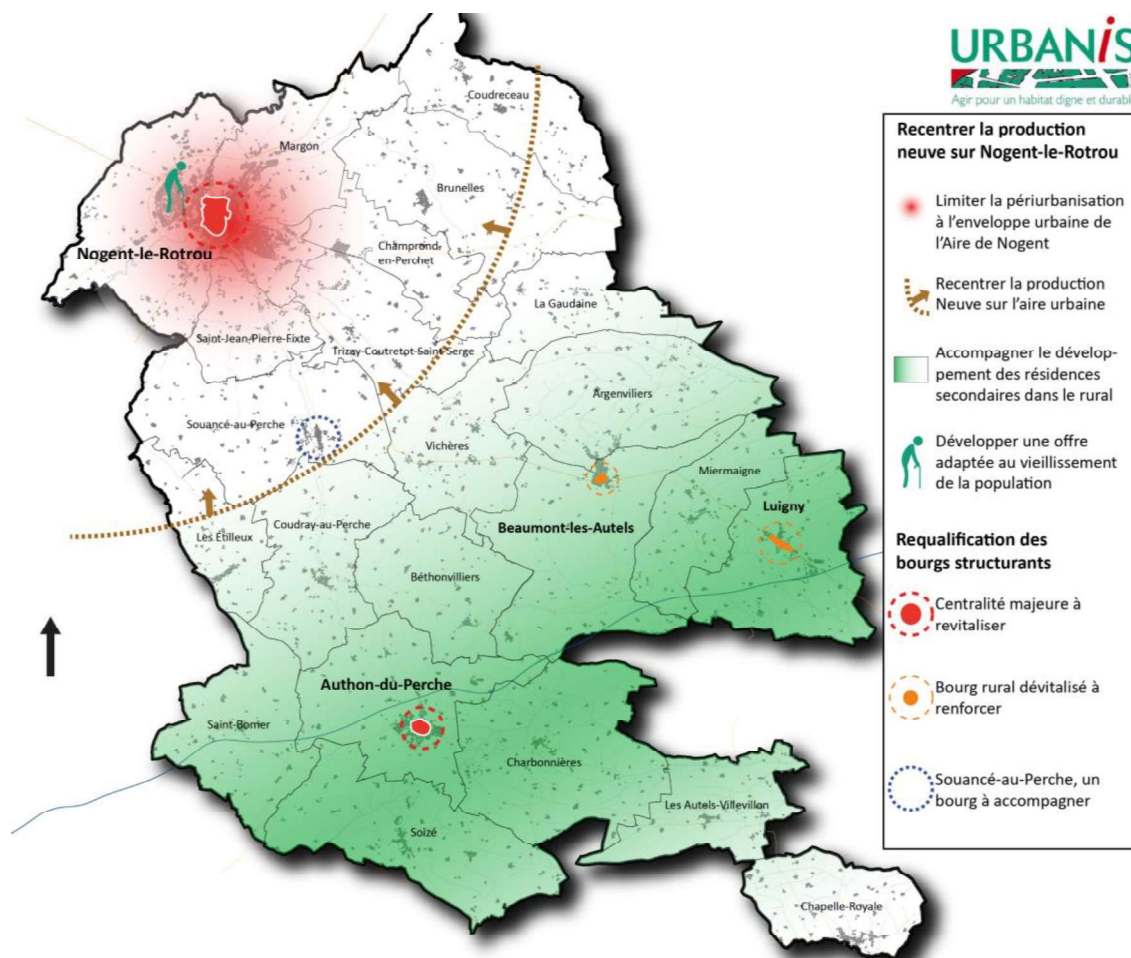 URBANiS
Agir pour un habitat digne et durabl
Recentrer la production
neuve sur Nogent-le-Rotrou
Limiter la périurbanisation
à l'enveloppe urbaine de
l'Aire de Nogent
Recentrer la production
Neuve sur l'aire urbaine
Accompagner le dévelop-
pement des résidences
secondaires dans le rural
Développer une offre
adaptée au vieillissement
de la population
Requalification des
bourgs structurants
Centralité majeure à
revitaliser
Bourg rural dévitalisé à
renforcer
Souancé-au-Perche, un
bourg à accompagner
Coudreceau
Margon
Brunelles
Nogent-le-Rotrou
Champrond-
en-Perchet
La Gaudaine
Saint-Jean-Pierre-Fixte
Trizay-Coutretot-Saint-Serge
Argenvilliers
Souancé-au-Perche
Vichères
Miermaigne
Luigny
Beaumont-les-Autels
Coudray-au-Perche
Les Etilleux
Béthonvilliers
Authon-du-Perche
Saint-Bomer
Charbonnières
Les Autels-Villevillon
Soizé
Chapelle-Royale